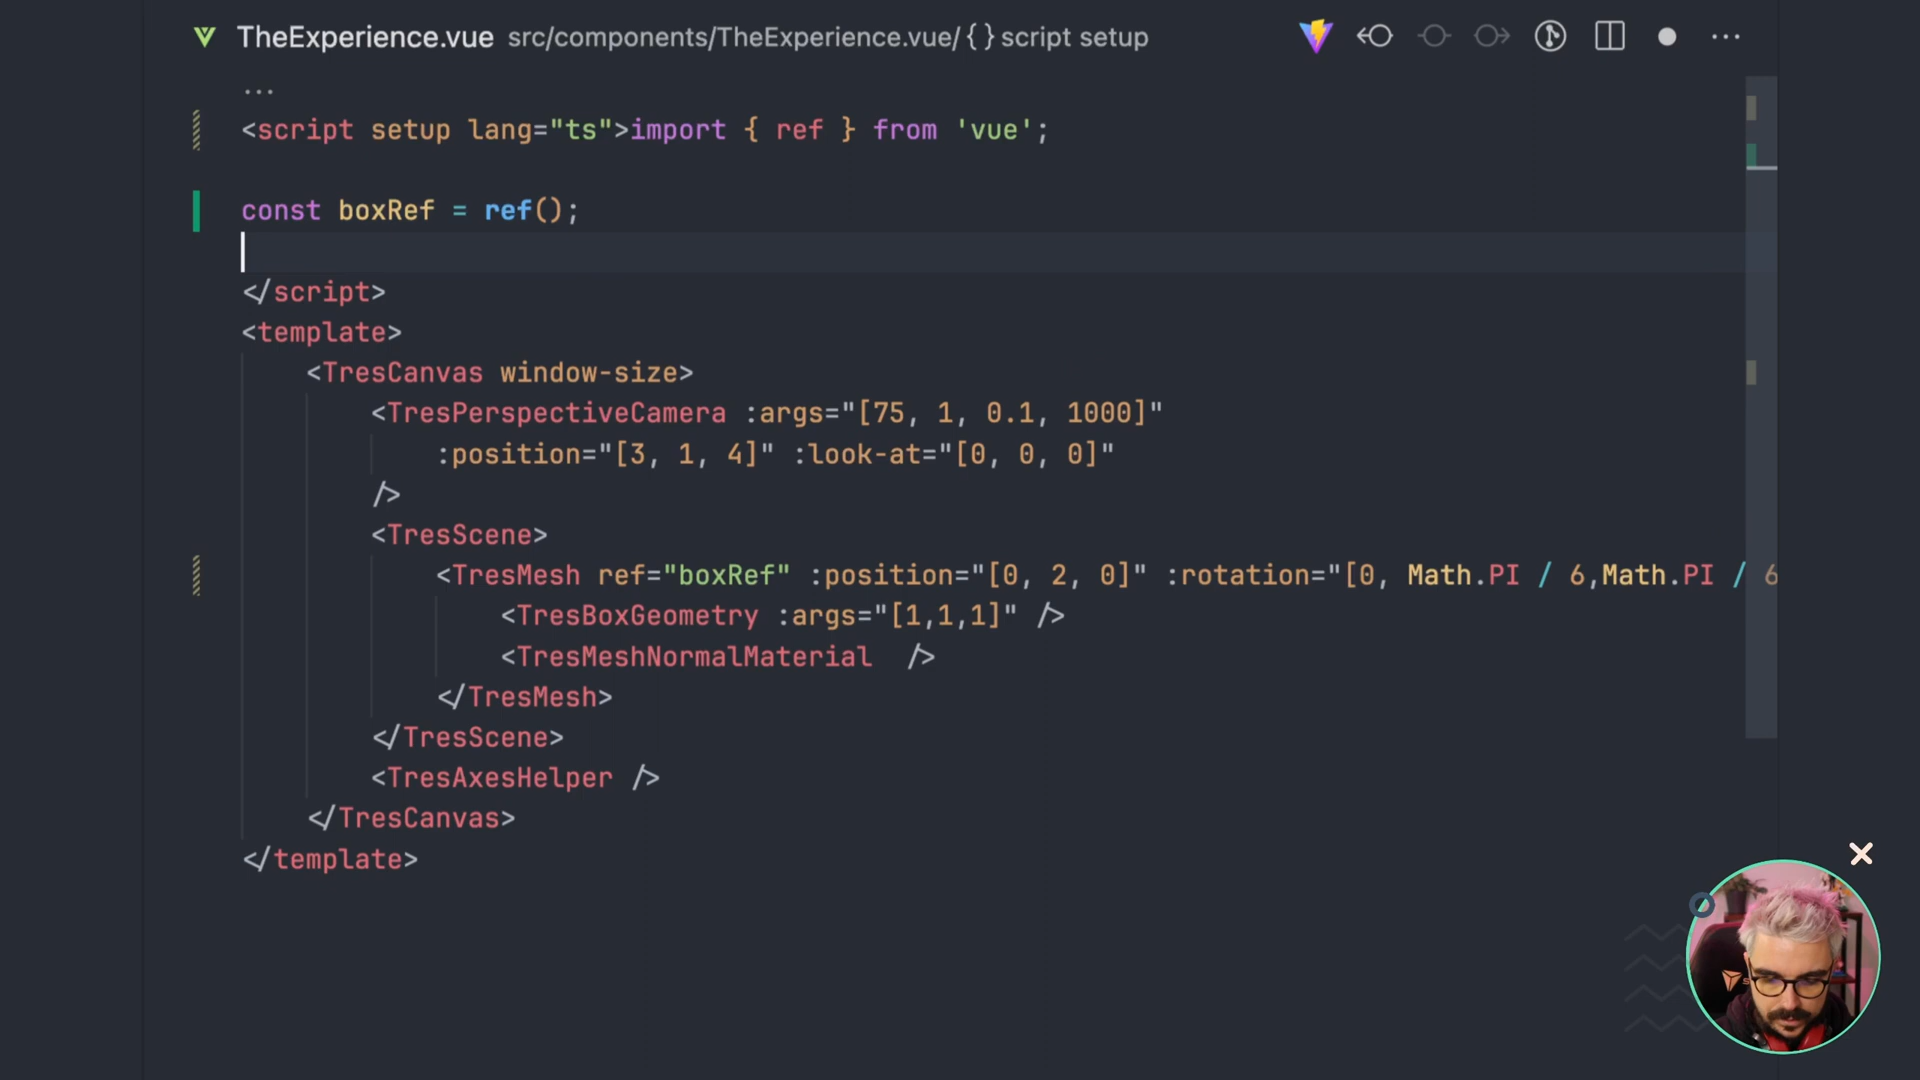 TheExperience.vue src/components/TheExperience.vue/{} script setup
...
<script setup lang="ts">import { ref } from 'vue';
const boxRef = ref();
</script>
<template>
<TresCanvas window-size>
<TresPerspectiveCamera :args="[75, 1, 0.1, 1000]"
:position="[3, 1, 4]" :look-at="[0, 0, 0]"
/>
<TresScene>
<TresMesh ref="boxRef" :position="[0, 2, 0]" :rotation="[0, Math.PI / 6,Math.PI / 6
<TresBoxGeometry :args="[1,1,1]" />
<TresMeshNormalMaterial />
</TresMesh>
</TresScene>
<TresAxesHelper />
</TresCanvas>
</template>